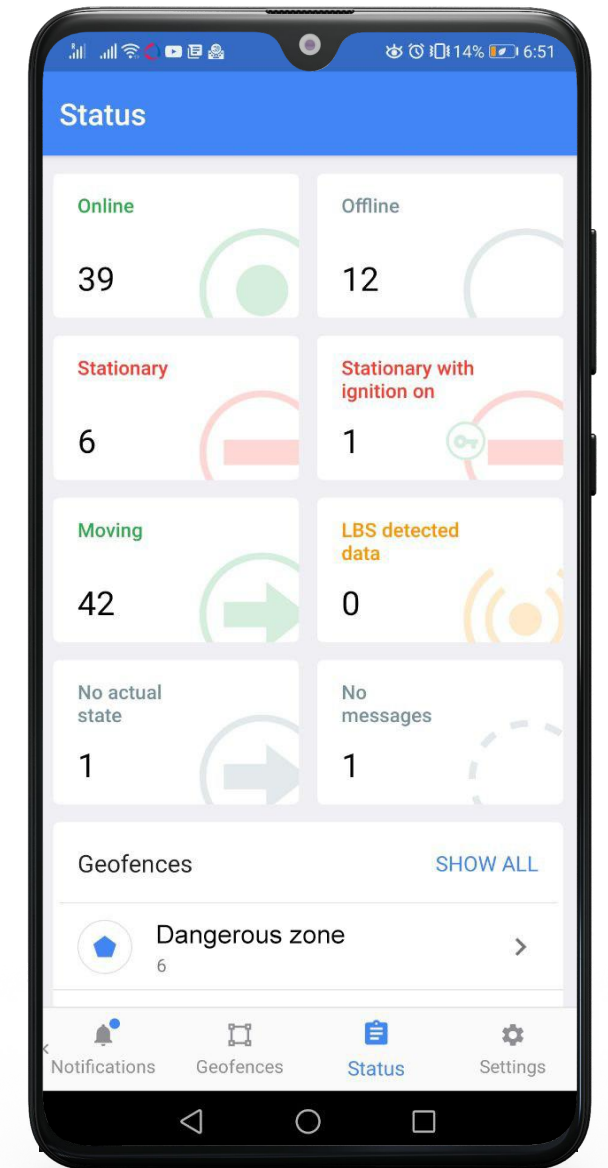 14% 6:51
Status
Online
39
Offline
12
Stationary
6
Stationary with
ignition on
1
Moving
42
LBS detected
data
0
No actual
state
1
No
messages
1
Geofences
SHOW ALL
Dangerous zone
6
Notifications
Geofences
Status
Settings